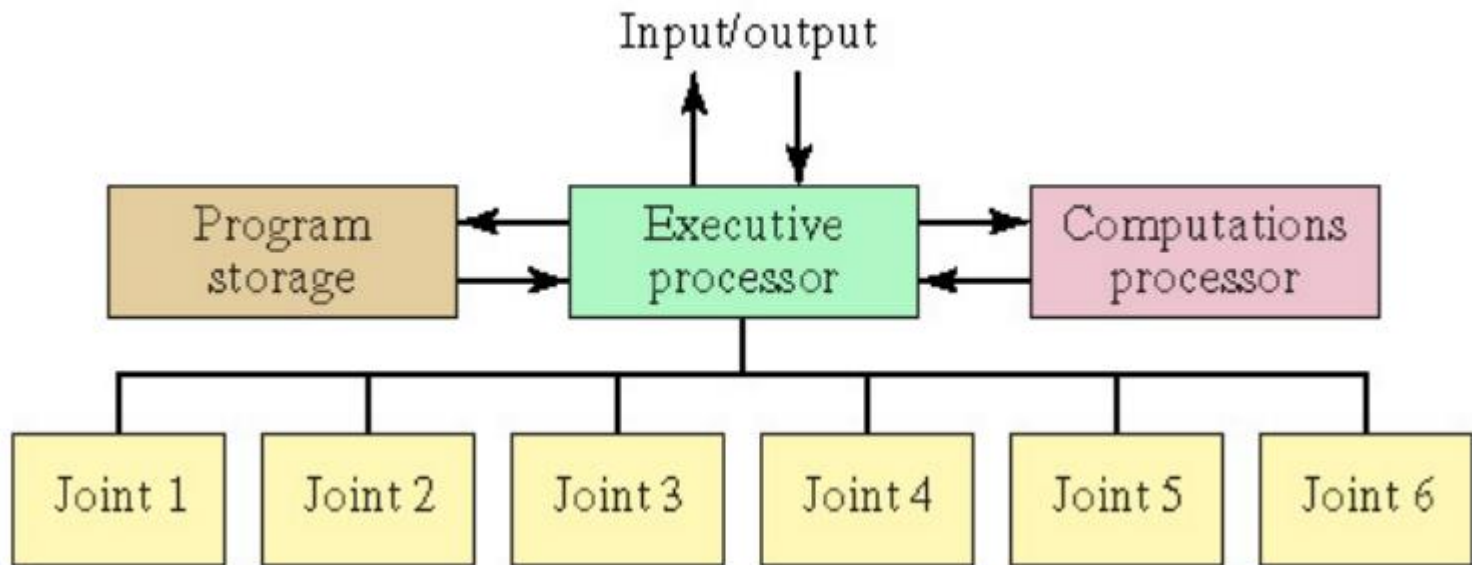 Input/output
Program
storage
Executive
processor
Computations
processor
Joint 1
Joint 2
Joint 3
Joint 4
Joint 5
Joint 6